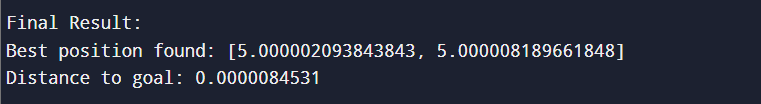 Final Result:
Best position found: [5.000002093843843, 5.000008189661848]
Distance to goal: 0.0000084531